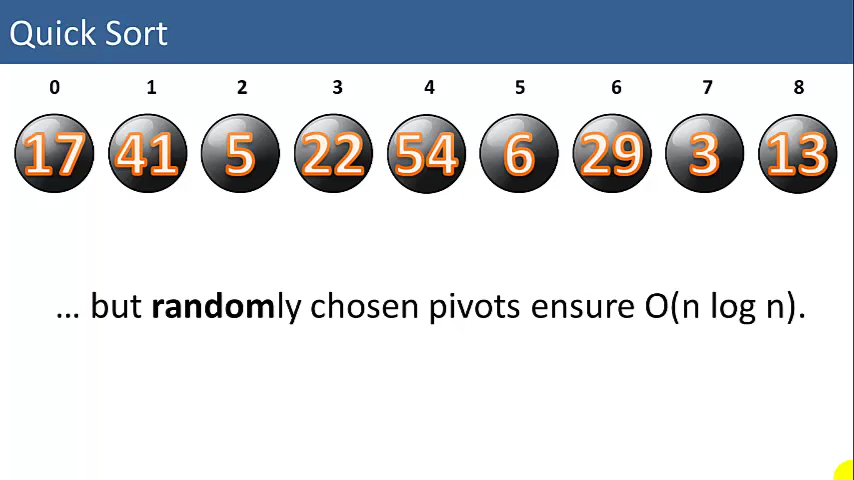 Quick Sort
0 1 2 3 4 5 6 7 8
17 41 5 22 54 6 29 3 13
... but randomly chosen pivots ensure O(n log n).